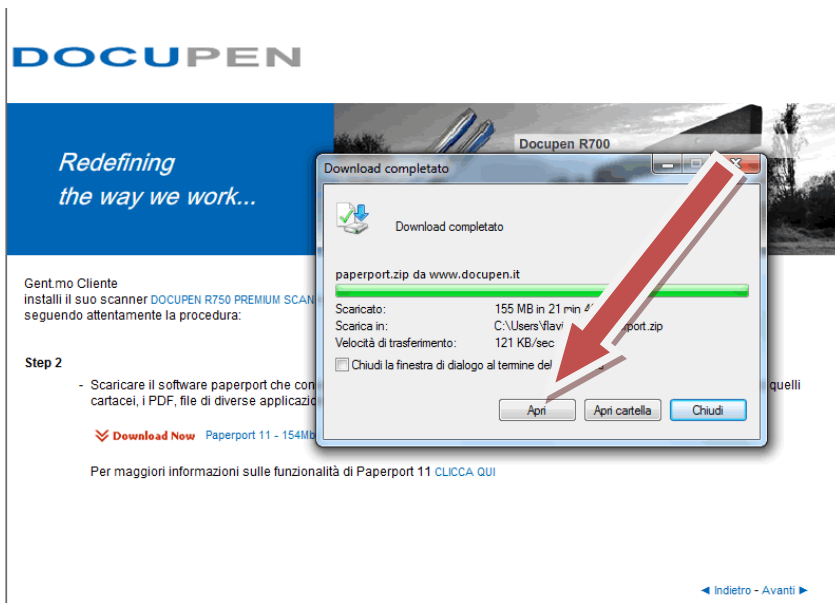 DOCUPEN
Docupen R700
Redefining
the way we work...
Download completato
Download completato
paperport.zip da www.docupen.it
Gent.mo Cliente
installi il suo scanner DOCUPEN R750 PREMIUM SCAN
seguendo attentamente la procedura:
Scaricato: 155 MB in 21 min
Scarica in: C:\Users\flavi port.zip
Velocità di trasferimento: 121 KB/sec
Chiudi la finestra di dialogo al termine del
Step 2
- Scaricare il software paperport che con quelli
cartacei, i PDF, file di diverse applicazio
Apri Apri cartella Chiudi
Download Now Paperport 11 - 154Mb
Per maggiori informazioni sulle funzionalità di Paperport 11 CLICCA QUI
◄ Indietro - Avanti ►